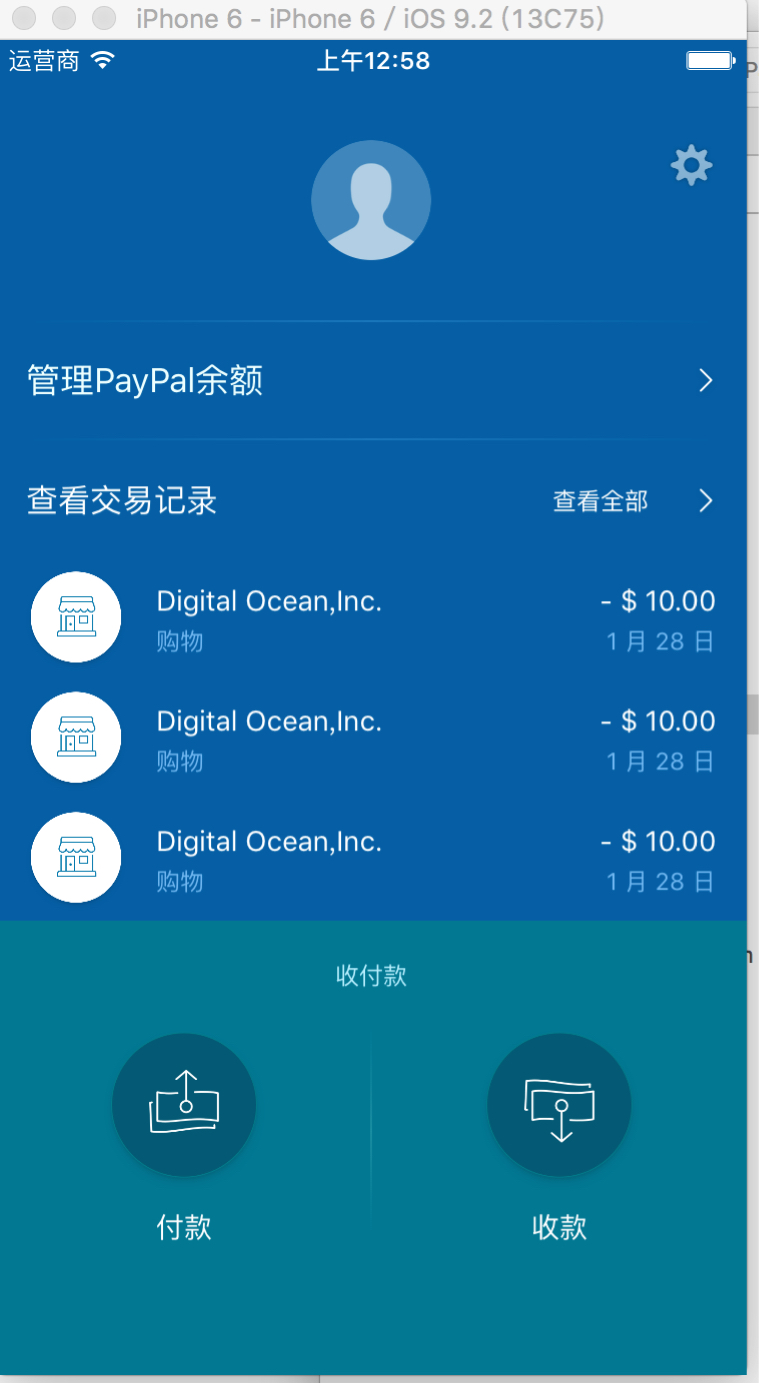 iPhone 6 - iPhone 6 / iOS 9.2 (13C75)
运营商 上午12:58
管理PayPal余额
查看交易记录 查看全部
Digital Ocean,Inc. - $ 10.00
购物 1 月 28 日
Digital Ocean,Inc. - $ 10.00
购物 1 月 28 日
Digital Ocean,Inc. - $ 10.00
购物 1 月 28 日
收付款
付款 收款